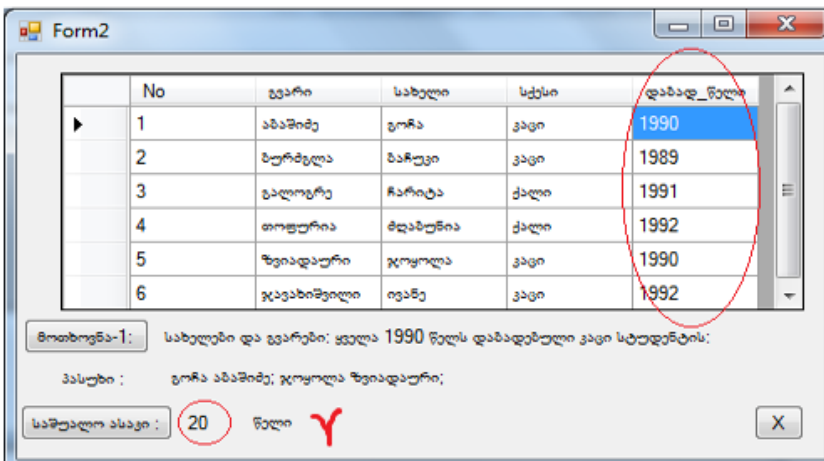 Form2
No გვარი სახელი სქესი დაბად_წელი
1 აბაშიძე გოჩა კაცი 1990
2 ბურძგლა ბაჩუკი კაცი 1989
3 გალოგრე ჩარიტა ქალი 1991
4 თოფურია ძღაბუნია ქალი 1992
5 ზვიადაური ჯოყოლა კაცი 1990
6 ჯავახიშვილი ივანე კაცი 1992
მოთხოვნა-1: სახელები და გვარები; ყველა 1990 წელს დაბადებული კაცი სტუდენტის;
პასუხი : გოჩა აბაშიძე; ჯოყოლა ზვიადაური;
საშუალო ასაკი : 20 წელი X